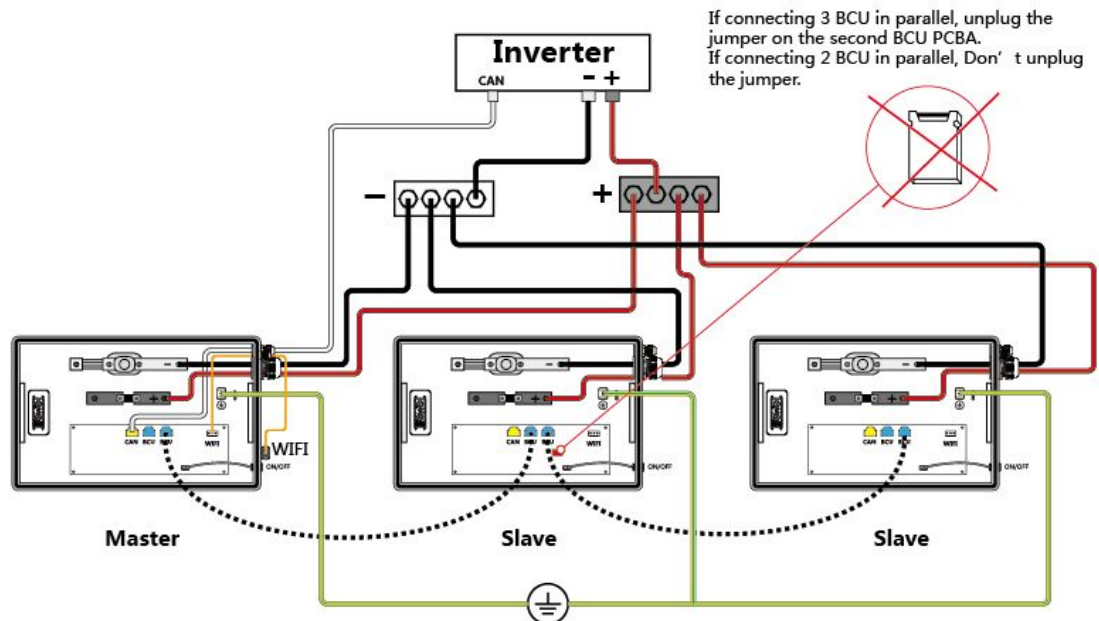 If connecting 3 BCU in parallel, unplug the
jumper on the second BCU PCBA.
If connecting 2 BCU in parallel, Don’ t unplug
the jumper.
Inverter
CAN
- +
-
+
- - -
+ + +
CAN BCU BCU WIFI
WIFI
ON/OFF
CAN BCU BCU WIFI
ON/OFF
CAN BCU BCU WIFI
ON/OFF
Master
Slave
Slave